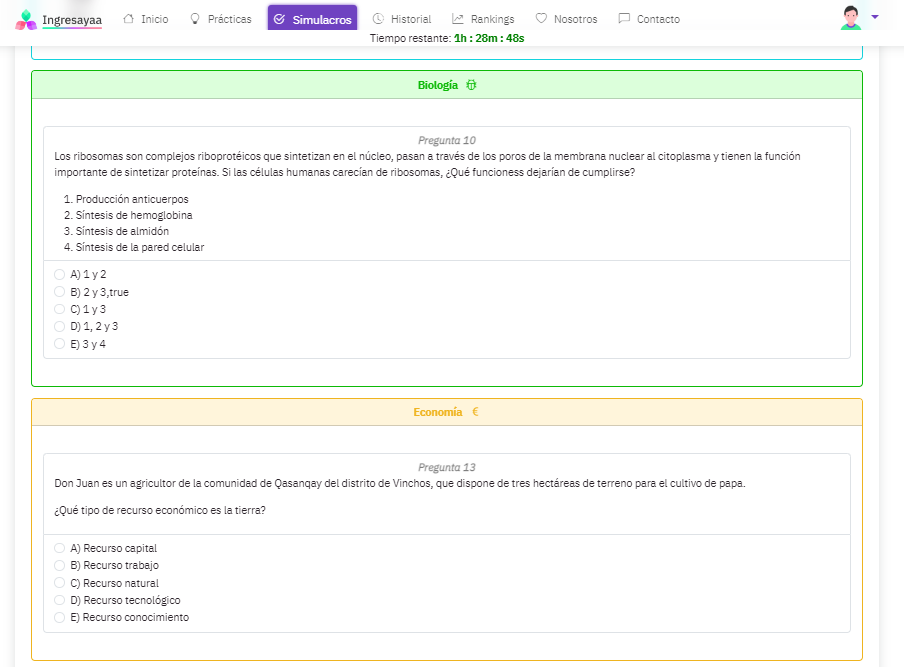 Ingresayaa Inicio Prácticas Simulacros Historial Rankings Nosotros Contacto
Tiempo restante: 1h : 28m : 48s
Biología
Pregunta 10
Los ribosomas son complejos riboprotéicos que sintetizan en el núcleo, pasan a través de los poros de la membrana nuclear al citoplasma y tienen la función
importante de sintetizar proteínas. Si las células humanas carecían de ribosomas, ¿Qué funcioness dejarían de cumplirse?
1. Producción anticuerpos
2. Síntesis de hemoglobina
3. Síntesis de almidón
4. Síntesis de la pared celular
A) 1 y 2
B) 2 y 3,true
C) 1 y 3
D) 1, 2 y 3
E) 3 y 4
Economía €
Pregunta 13
Don Juan es un agricultor de la comunidad de Qasanqay del distrito de Vinchos, que dispone de tres hectáreas de terreno para el cultivo de papa.
¿Qué tipo de recurso económico es la tierra?
A) Recurso capital
B) Recurso trabajo
C) Recurso natural
D) Recurso tecnológico
E) Recurso conocimiento